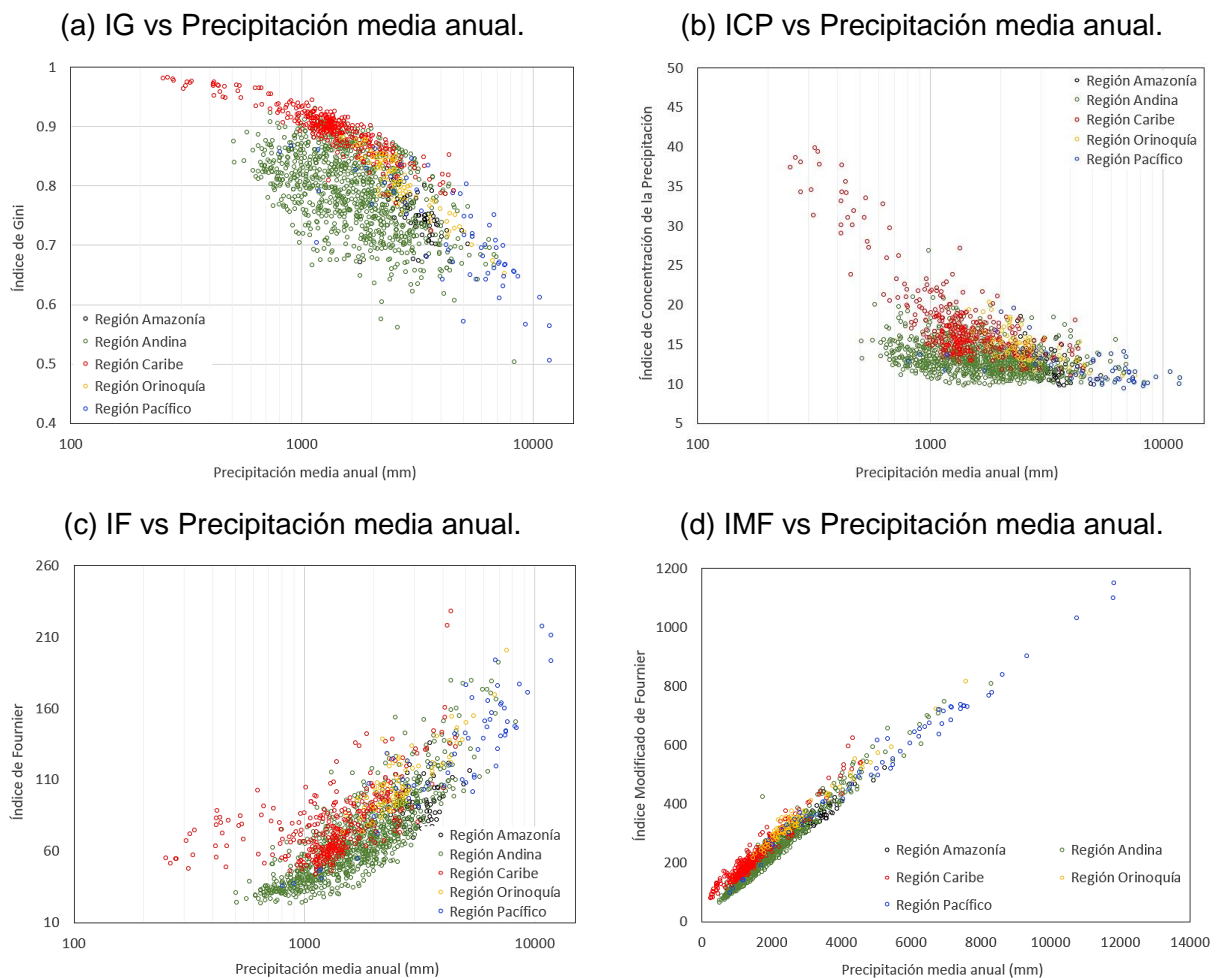 (a) IG vs Precipitación media anual.
1
0.9
0.8
0.7
0.6
0.5
0.4
Índice de Gini
Región Amazonía
Región Andina
Región Caribe
Región Orinoquía
Región Pacífico
100
1000
10000
Precipitación media anual (mm)
(b) ICP vs Precipitación media anual.
50
45
40
35
30
25
20
15
10
5
Índice de Concentración de la Precipitación
Región Amazonía
Región Andina
Región Caribe
Región Orinoquía
Región Pacífico
100
1000
10000
Precipitación media anual (mm)
(c) IF vs Precipitación media anual.
260
210
160
110
60
10
Índice de Fournier
Región Amazonía
Región Andina
Región Caribe
Región Orinoquía
Región Pacífico
100
1000
10000
Precipitación media anual (mm)
(d) IMF vs Precipitación media anual.
1200
1000
800
600
400
200
0
Índice Modificado de Fournier
Región Amazonía
Región Andina
Región Caribe
Región Orinoquía
Región Pacífico
0 2000 4000 6000 8000 10000 12000 14000
Precipitación media anual (mm)